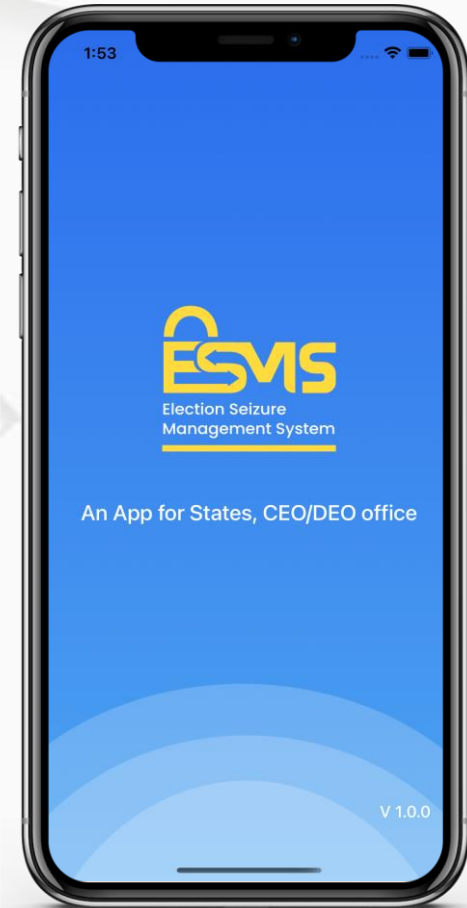 1:53
ESMS
Election Seizure
Management System
An App for States, CEO/DEO office
V 1.0.0